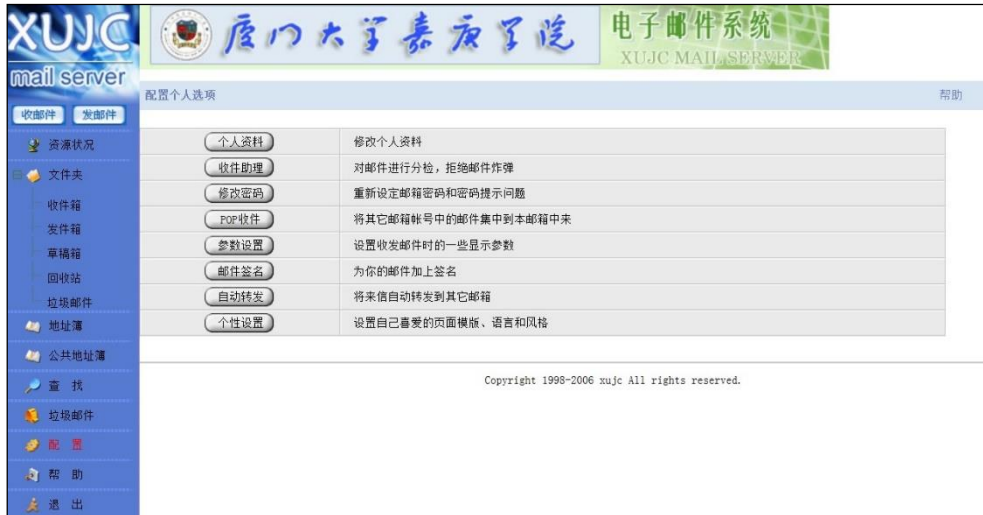 XUJC
mail server
厦门大学嘉庚学院
电子邮件系统
XUJC MAIL SERVER
收邮件 发邮件
配置个人选项 帮助
资源状况
文件夹
收件箱
发件箱
草稿箱
回收站
垃圾邮件
地址簿
公共地址簿
查 找
垃圾邮件
配 置
帮 助
退 出
个人资料 修改个人资料
收件助理 对邮件进行分检，拒绝邮件炸弹
修改密码 重新设定邮箱密码和密码提示问题
POP收件 将其它邮箱帐号中的邮件集中到本邮箱中来
参数设置 设置收发邮件时的一些显示参数
邮件签名 为你的邮件加上签名
自动转发 将来信自动转发到其它邮箱
个性设置 设置自己喜爱的页面模版、语言和风格
Copyright 1998-2006 xujc All rights reserved.